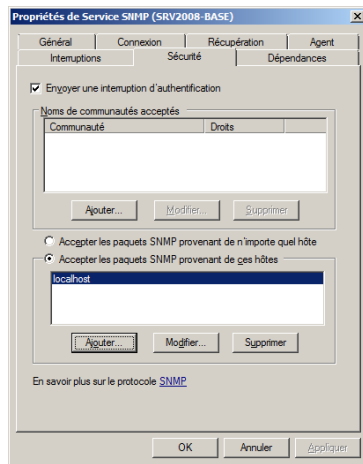 Propriétés de Service SNMP (SRV2008-BASE)
Général Connexion Récupération Agent
Interruptions Sécurité Dépendances
Envoyer une interruption d'authentification
Noms de communautés acceptés
Communauté Droits
Ajouter... Modifier... Supprimer
Accepter les paquets SNMP provenant de n'importe quel hôte
Accepter les paquets SNMP provenant de ces hôtes
localhost
Ajouter... Modifier... Supprimer
En savoir plus sur le protocole SNMP
OK Annuler Appliquer